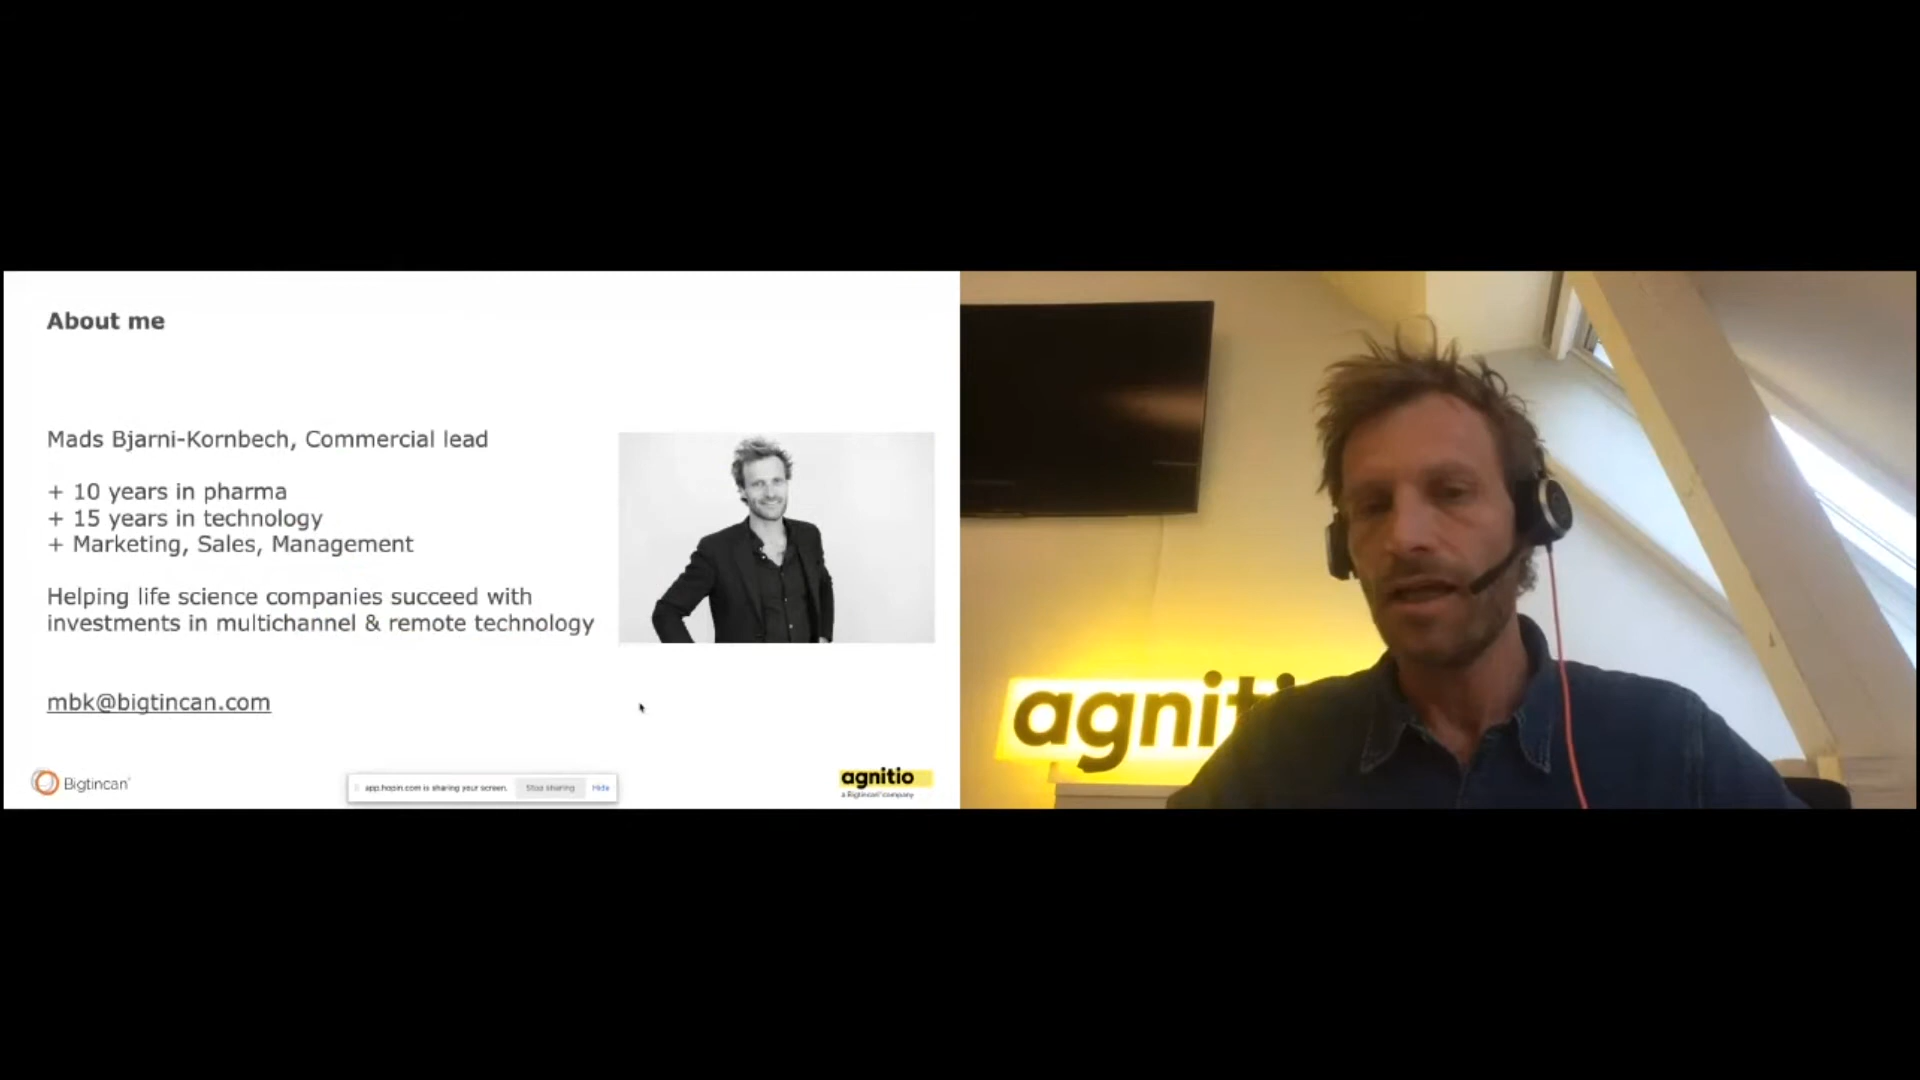 About me
Mads Bjarni-Kornbech, Commercial lead
+ 10 years in pharma
+ 15 years in technology
+ Marketing, Sales, Management
Helping life science companies succeed with
investments in multichannel & remote technology
mbk@bigtincan.com
Bigtincan
app.hopin.com is sharing your screen.
Stop sharing
Hide
agnitio
a Bigtincan company
agniti